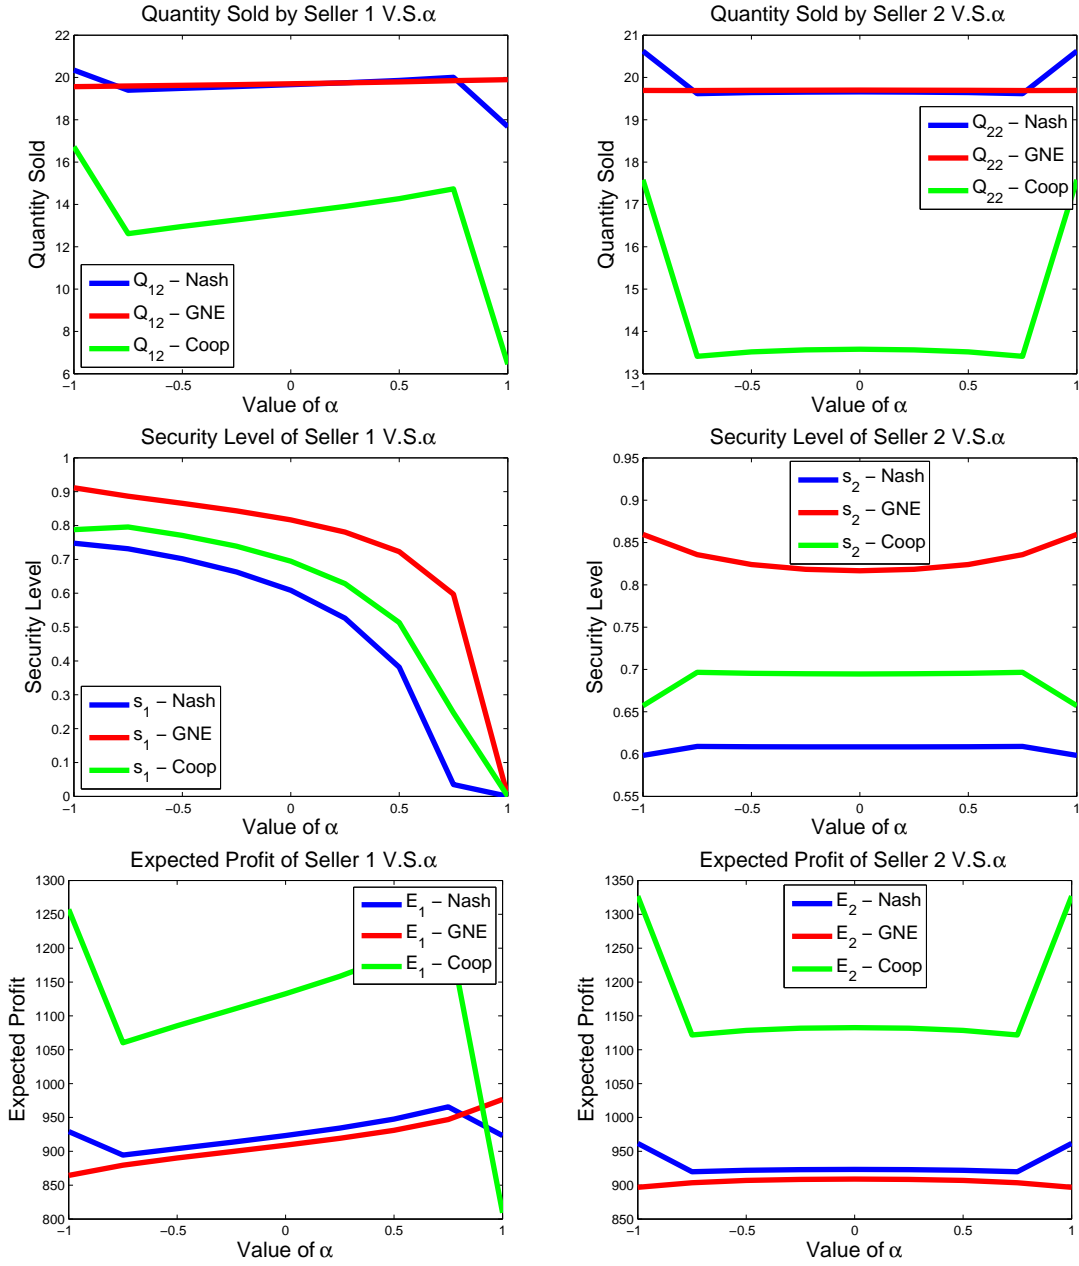 Quantity Sold by Seller 1 V.S.α
22
20
18
16
14
12
10
8
6
−1
−0.5
0
0.5
1
Quantity Sold
Value of α
Q12 − Nash
Q12 − GNE
Q12 − Coop
Quantity Sold by Seller 2 V.S.α
21
20
19
18
17
16
15
14
13
−1
−0.5
0
0.5
1
Quantity Sold
Value of α
Q22 − Nash
Q22 − GNE
Q22 − Coop
Security Level of Seller 1 V.S.α
1
0.9
0.8
0.7
0.6
0.5
0.4
0.3
0.2
0.1
0
−1
−0.5
0
0.5
1
Security Level
Value of α
s1 − Nash
s1 − GNE
s1 − Coop
Security Level of Seller 2 V.S.α
0.95
0.9
0.85
0.8
0.75
0.7
0.65
0.6
0.55
−1
−0.5
0
0.5
1
Security Level
Value of α
s2 − Nash
s2 − GNE
s2 − Coop
Expected Profit of Seller 1 V.S.α
1300
1250
1200
1150
1100
1050
1000
950
900
850
800
−1
−0.5
0
0.5
1
Expected Profit
Value of α
E1 − Nash
E1 − GNE
E1 − Coop
Expected Profit of Seller 2 V.S.α
1350
1300
1250
1200
1150
1100
1050
1000
950
900
850
−1
−0.5
0
0.5
1
Expected Profit
Value of α
E2 − Nash
E2 − GNE
E2 − Coop